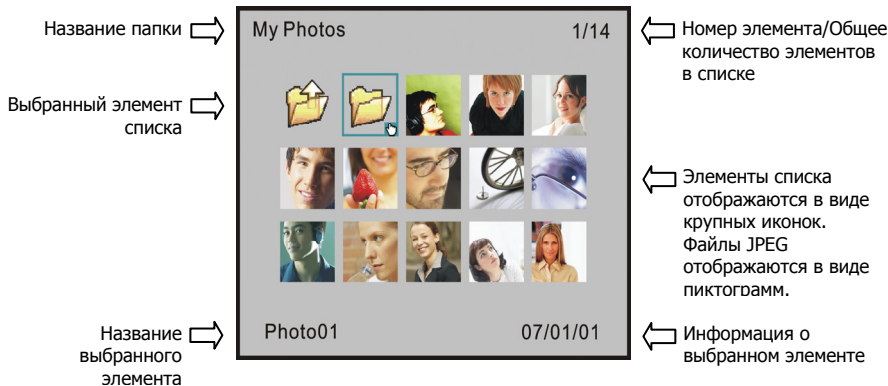 Название папки
My Photos
1/14
Номер элемента/Общее
количество элементов
в списке
Выбранный элемент
списка
Элементы списка
отображаются в виде
крупных иконок.
Файлы JPEG
отображаются в виде
пиктограмм.
Название
выбранного
элемента
Photo01
07/01/01
Информация о
выбранном элементе